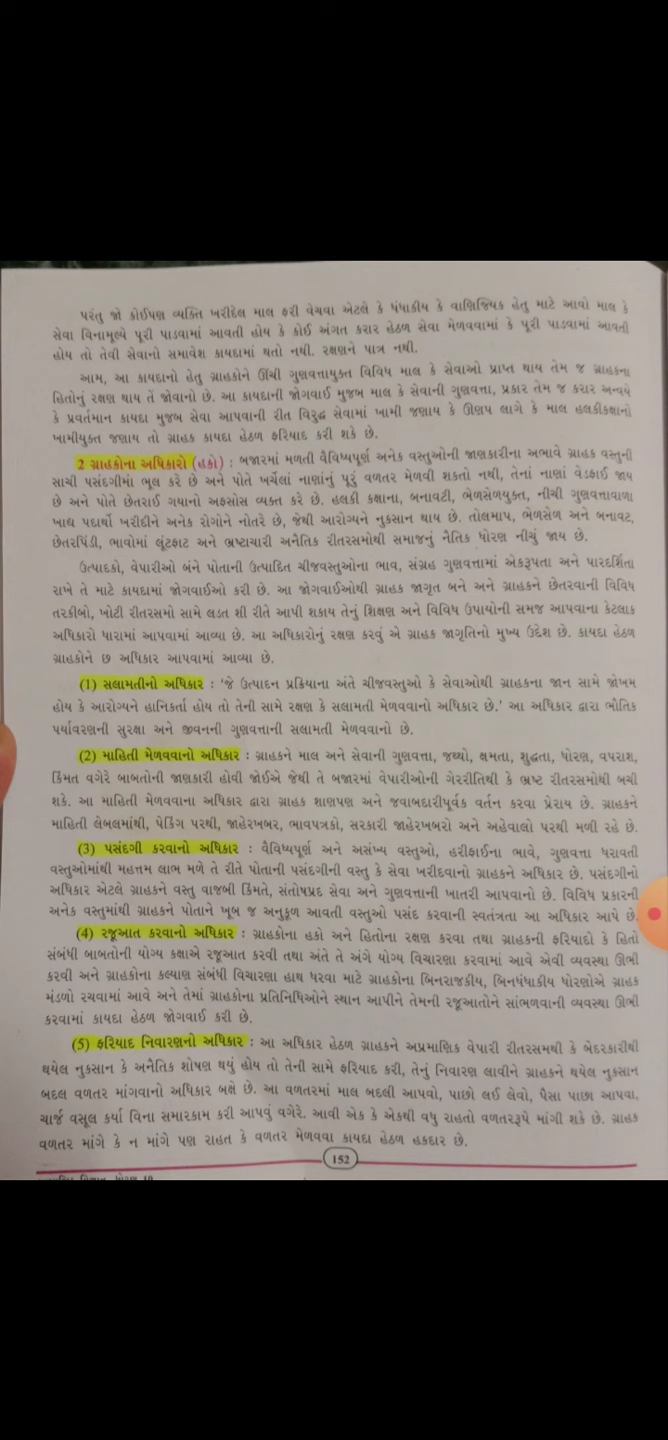 પરંતુ જો કોઈપણ વ્યક્તિ ખરીદેલ માલ ફરી વેચવા એટલે કે ધંધાકીય કે વાણિજ્યિક હેતુ માટે આવો માલ કે
સેવા વિનામૂલ્યે પૂરી પાડવામાં આવતી હોય કે કોઈ અંગત કરાર હેઠળ સેવા મેળવવામાં કે પૂરી પાડવામાં આવતી
હોય તો તેવી સેવાનો સમાવેશ કાયદામાં થતો નથી. રક્ષણને પાત્ર નથી.
આમ, આ કાયદાનો હેતુ ગ્રાહકોને ઊંચી ગુણવત્તાયુક્ત વિવિધ માલ કે સેવાઓ પ્રાપ્ત થાય તેમ જ ગ્રાહકના
હિતોનું રક્ષણ થાય તેં જોવાનો છે. આ કાયદાની જોગવાઈ મુજબ માલ કે સેવાની ગુણવત્તા, પ્રકાર તેમ જ કરાર અન્વયે
કે પ્રવર્તમાન કાયદા મુજબ સેવા આપવાની રીત વિરુદ્ધ સેવામાં ખામી જણાય કે ઊણપ લાગે કે માલ હલકીકક્ષાનો
ખામીયુક્ત જણાય તો ગ્રાહક કાયદા હેઠળ ફરિયાદ કરી શકે છે.
2 ગ્રાહકોના અધિકારો (હકો) : બજારમાં મળતી વૈવિધ્યપૂર્ણ અનેક વસ્તુઓની જાણકારીના અભાવે ગ્રાહક વસ્તુની
સાચી પસંદગીમાં ભૂલ કરે છે અને પોતે ખર્ચેલાં નાણાંનું પૂરું વળતર મેળવી શકતો નથી, તેનાં નાણાં વેડફાઈ જાય
છે અને પોતે છેતરાઈ ગયાનો અફસોસ વ્યક્ત કરે છે. હલકી કક્ષાના, બનાવટી, ભેળસેળયુક્ત, નીચી ગુણવત્તાવાળા
ખાદ્ય પદાર્થો ખરીદીને અનેક રોગોને નોતરે છે, જેથી આરોગ્યને નુકસાન થાય છે. તોલમાપ, ભેળસેળ અને બનાવટ,
છેતરપિંડી, ભાવોમાં લૂંટફાટ અને ભ્રષ્ટાચારી અનૈતિક રીતરસમોથી સમાજનું નૈતિક ધોરણ નીચું જાય છે.
ઉત્પાદકો, વેપારીઓ બંને પોતાની ઉત્પાદિત ચીજવસ્તુઓના ભાવ, સંગ્રહ ગુણવત્તામાં એકરૂપતા અને પારદર્શિતા
રાખે તે માટે કાયદામાં જોગવાઈઓ કરી છે. આ જોગવાઈઓથી ગ્રાહક જાગૃત બને અને ગ્રાહકને છેતરવાની વિવિધ
તરકીબો, ખોટી રીતરસમો સામે લડત શી રીતે આપી શકાય તેનું શિક્ષણ અને વિવિધ ઉપાયોની સમજ આપવાના કેટલાક
અધિકારો ધારામાં આપવામાં આવ્યા છે. આ અધિકારોનું રક્ષણ કરવું એ ગ્રાહક જાગૃતિનો મુખ્ય ઉદેશ છે. કાયદા હેઠળ
ગ્રાહકોને છ અધિકાર આપવામાં આવ્યા છે.
(1) સલામતીનો અધિકાર : 'જે ઉત્પાદન પ્રક્રિયાના અંતે ચીજવસ્તુઓ કે સેવાઓથી ગ્રાહકના જાન સામે જોખમ
હોય કે આરોગ્યને હાનિકર્તા હોય તો તેની સામે રક્ષણ કે સલામતી મેળવવાનો અધિકાર છે.' આ અધિકાર દ્વારા ભૌતિક
પર્યાવરણની સુરક્ષા અને જીવનની ગુણવત્તાની સલામતી મેળવવાનો છે.
(2) માહિતી મેળવવાનો અધિકાર : ગ્રાહકને માલ અને સેવાની ગુણવત્તા, જથ્થો, ક્ષમતા, શુદ્ધતા, ધોરણ, વપરાશ,
કિંમત વગેરે બાબતોની જાણકારી હોવી જોઈએ જેથી તે બજારમાં વેપારીઓની ગેરરીતિથી કે ભ્રષ્ટ રીતરસમોથી બચી
શકે. આ માહિતી મેળવવાના અધિકાર દ્વારા ગ્રાહક શાણપણ અને જવાબદારીપૂર્વક વર્તન કરવા પ્રેરાય છે. ગ્રાહકને
માહિતી લેબલમાંથી, પેકિંગ પરથી, જાહેરખબર, ભાવપત્રકો, સરકારી જાહેરખબરો અને અહેવાલો પરથી મળી રહે છે.
(3) પસંદગી કરવાનો અધિકાર : વૈવિધ્યપૂર્ણ અને અસંખ્ય વસ્તુઓ, હરીફાઈના ભાવે, ગુણવત્તા ધરાવતી
વસ્તુઓમાંથી મહત્તમ લાભ મળે તે રીતે પોતાની પસંદગીની વસ્તુ કે સેવા ખરીદવાનો ગ્રાહકને અધિકાર છે. પસંદગીનો
અધિકાર એટલે ગ્રાહકને વસ્તુ વાજબી કિંમતે, સંતોષપ્રદ સેવા અને ગુણવત્તાની ખાતરી આપવાનો છે. વિવિધ પ્રકારની
અનેક વસ્તુમાંથી ગ્રાહકને પોતાને ખૂબ જ અનુકૂળ આવતી વસ્તુઓ પસંદ કરવાની સ્વતંત્રતા આ અધિકાર આપે છે.
(4) રજૂઆત કરવાનો અધિકાર : ગ્રાહકોના હકો અને હિતોના રક્ષણ કરવા તથા ગ્રાહકની ફરિયાદો કે હિતો
સંબંધી બાબતોની યોગ્ય કક્ષાએ રજૂઆત કરવી તથા અંતે તે અંગે યોગ્ય વિચારણા કરવામાં આવે એવી વ્યવસ્થા ઊભી
કરવી અને ગ્રાહકોના કલ્યાણ સંબંધી વિચારણા હાથ ધરવા માટે ગ્રાહકોના બિનરાજકીય, બિનધંધાકીય ધોરણોએ ગ્રાહક
મંડળો રચવામાં આવે અને તેમાં ગ્રાહકોના પ્રતિનિધિઓને સ્થાન આપીને તેમની રજૂઆતોને સાંભળવાની વ્યવસ્થા ઊભી
કરવામાં કાયદા હેઠળ જોગવાઈ કરી છે.
(5) ફરિયાદ નિવારણનો અધિકાર : આ અધિકાર હેઠળ ગ્રાહકને અપ્રમાણિક વેપારી રીતરસમથી કે બેદરકારીથી
થયેલ નુકસાન કે અનૈતિક શોષણ થયું હોય તો તેની સામે ફરિયાદ કરી, તેનું નિવારણ લાવીને ગ્રાહકને થયેલ નુકસાન
બદલ વળતર માંગવાનો અધિકાર બક્ષે છે. આ વળતરમાં માલ બદલી આપવો, પાછો લઈ લેવો, પૈસા પાછા આપવા,
ચાર્જ વસૂલ કર્યા વિના સમારકામ કરી આપવું વગેરે. આવી એક કે એકથી વધુ રાહતો વળતરરૂપે માંગી શકે છે. ગ્રાહક
વળતર માંગે કે ન માંગે પણ રાહત કે વળતર મેળવવા કાયદા હેઠળ હકદાર છે.
152